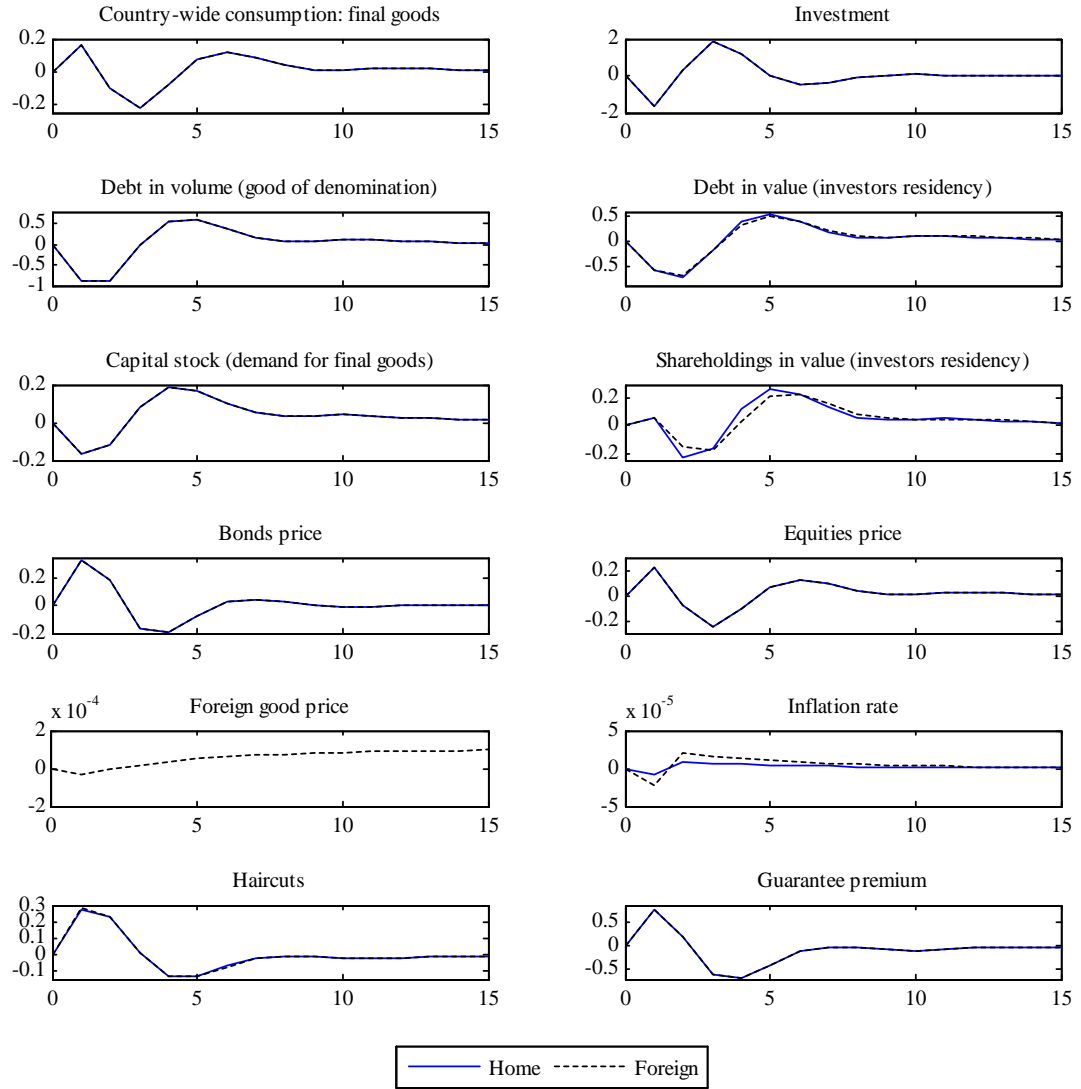 Country-wide consumption: final goods
0.2
0
-0.2
0 5 10 15
Investment
2
0
-2
0 5 10 15
Debt in volume (good of denomination)
0.5
0
-0.5
-1
0 5 10 15
Debt in value (investors residency)
0.5
0
-0.5
0 5 10 15
Capital stock (demand for final goods)
0.2
0
-0.2
0 5 10 15
Shareholdings in value (investors residency)
0.2
0
-0.2
0 5 10 15
Bonds price
0.2
0
-0.2
0 5 10 15
Equities price
0.2
0
-0.2
0 5 10 15
Foreign good price
x 10^-4
2
0
-2
0 5 10 15
Inflation rate
x 10^-5
5
0
-5
0 5 10 15
Haircuts
0.3
0.2
0.1
0
-0.1
0 5 10 15
Guarantee premium
0.5
0
-0.5
0 5 10 15
Home Foreign